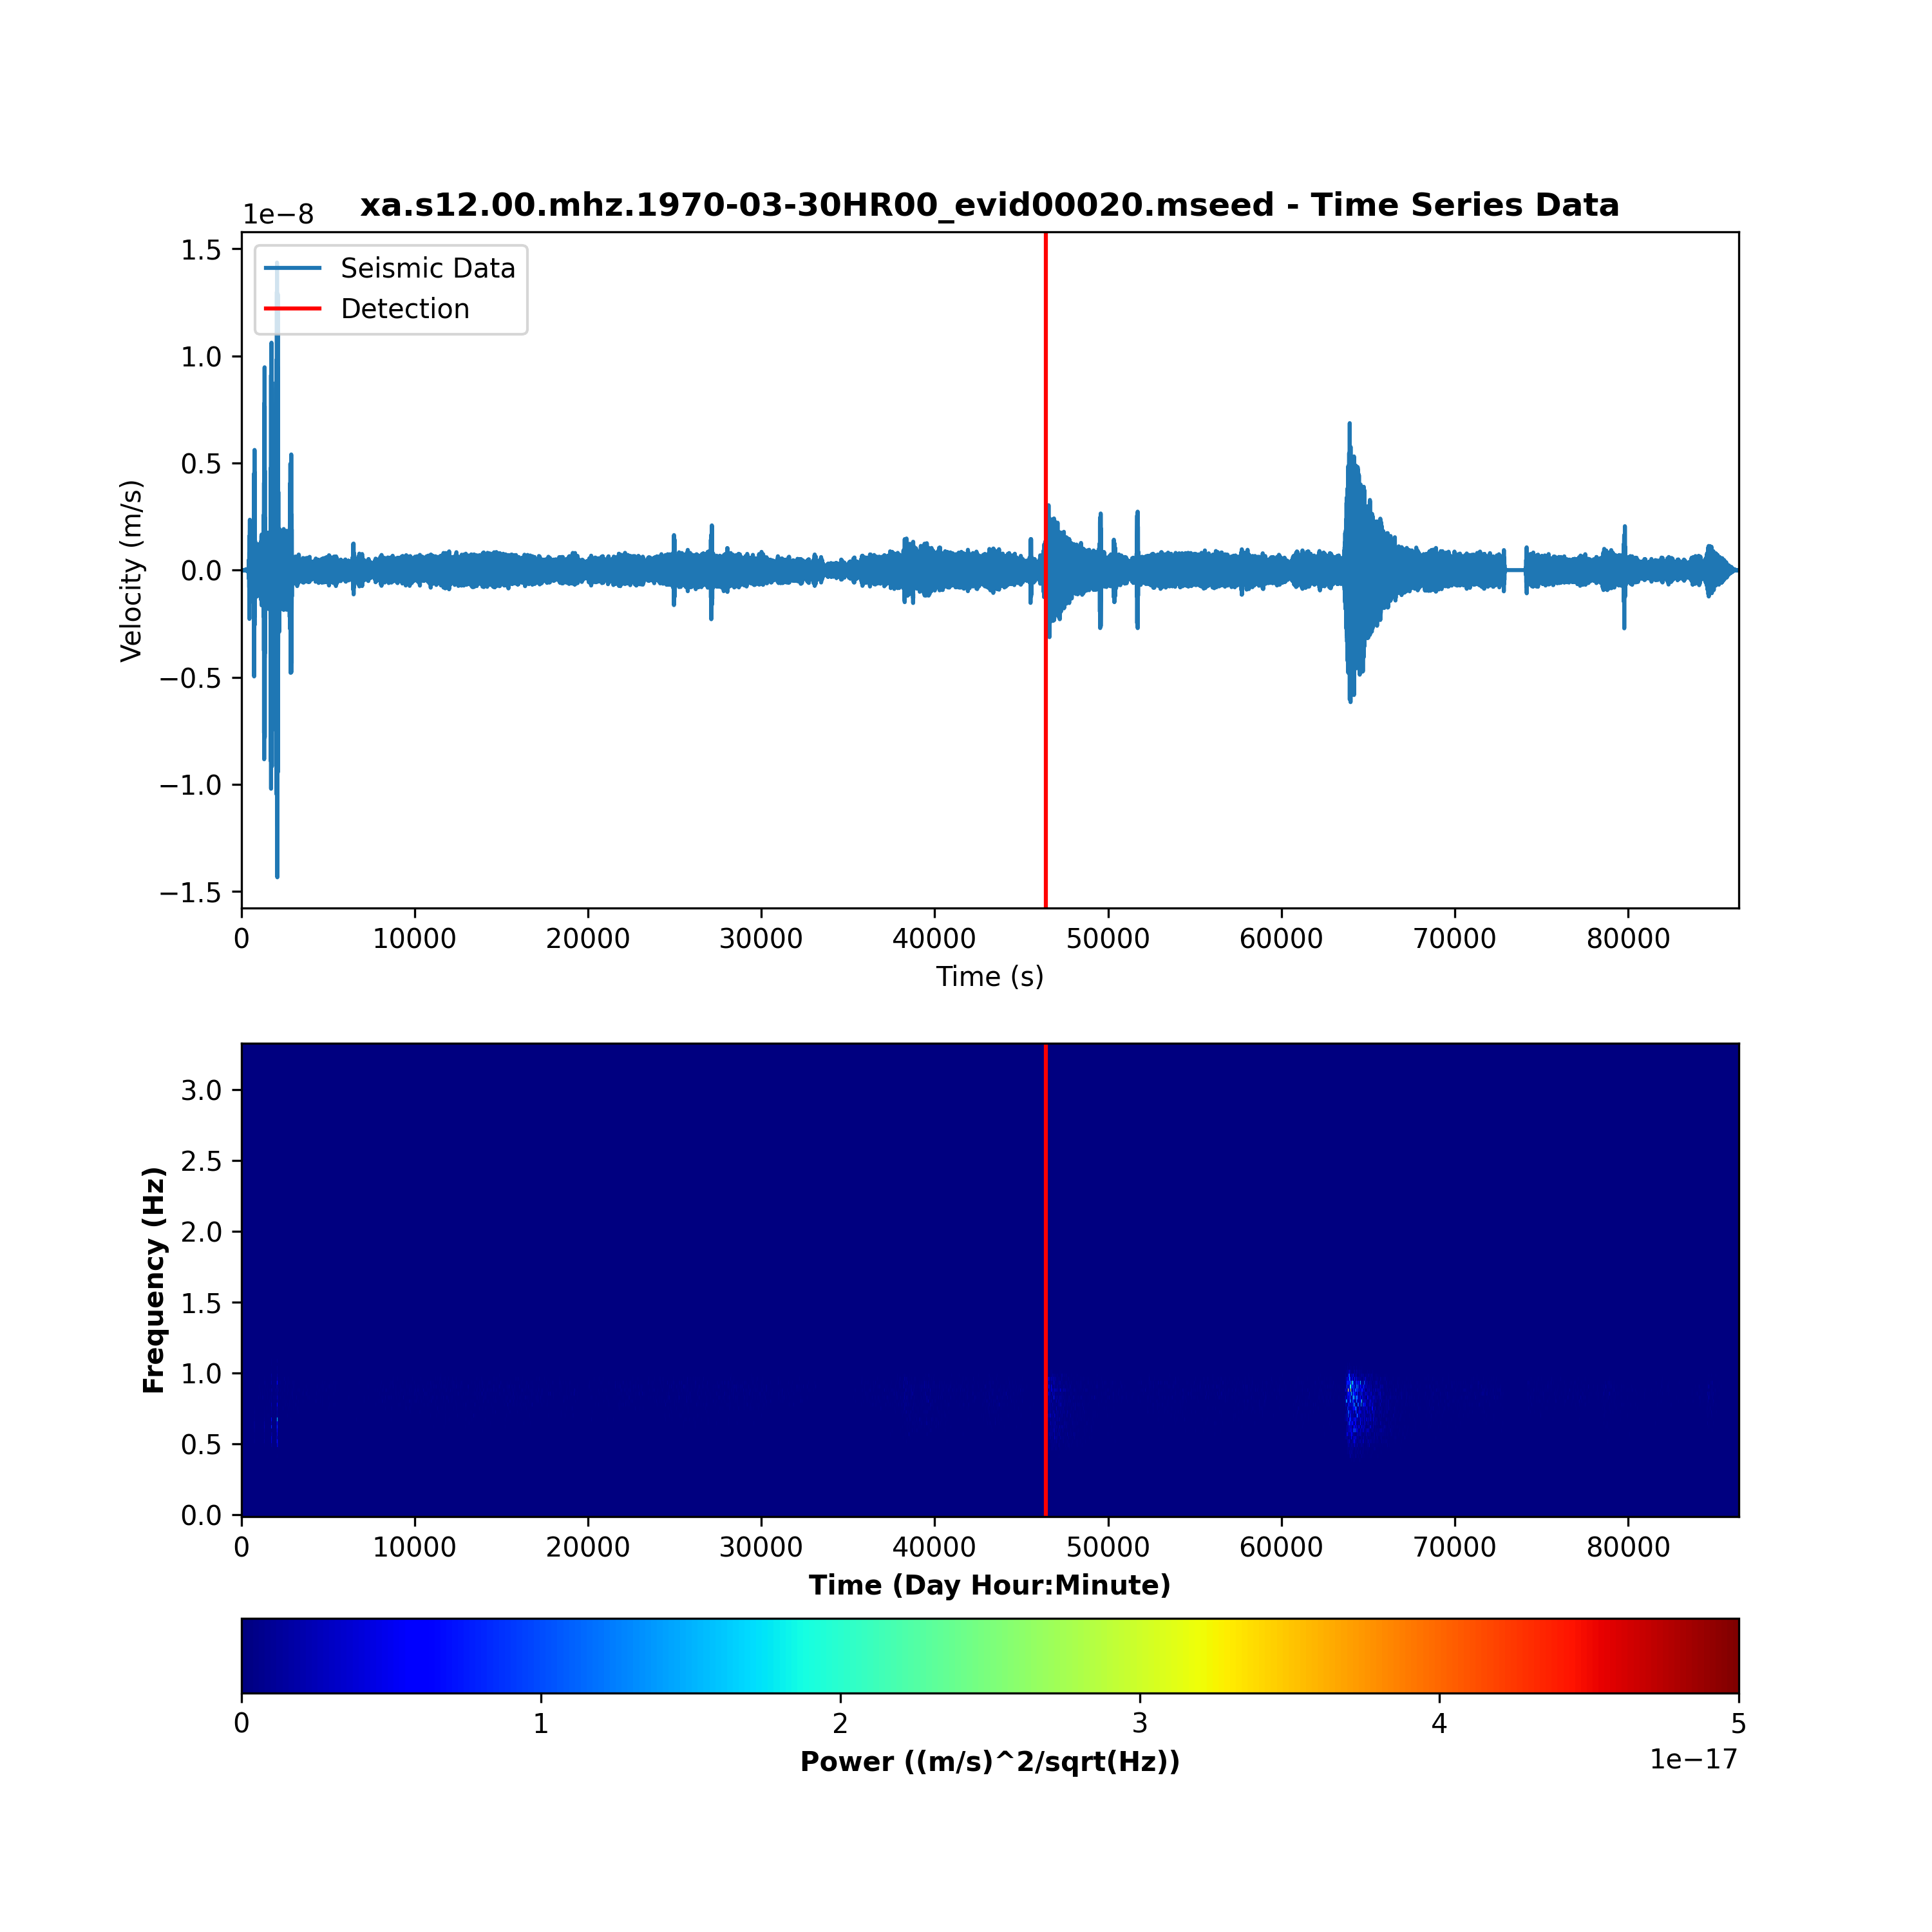 xa.s12.00.mhz.1970-03-30HR00_evid00020.mseed - Time Series Data
1e−8
Seismic Data
Detection
1.5
1.0
0.5
0.0
−0.5
−1.0
−1.5
Velocity (m/s)
0 10000 20000 30000 40000 50000 60000 70000 80000
Time (s)
3.0
2.5
2.0
1.5
1.0
0.5
0.0
Frequency (Hz)
0 10000 20000 30000 40000 50000 60000 70000 80000
Time (Day Hour:Minute)
0 1 2 3 4 5
Power ((m/s)^2/sqrt(Hz))
1e−17